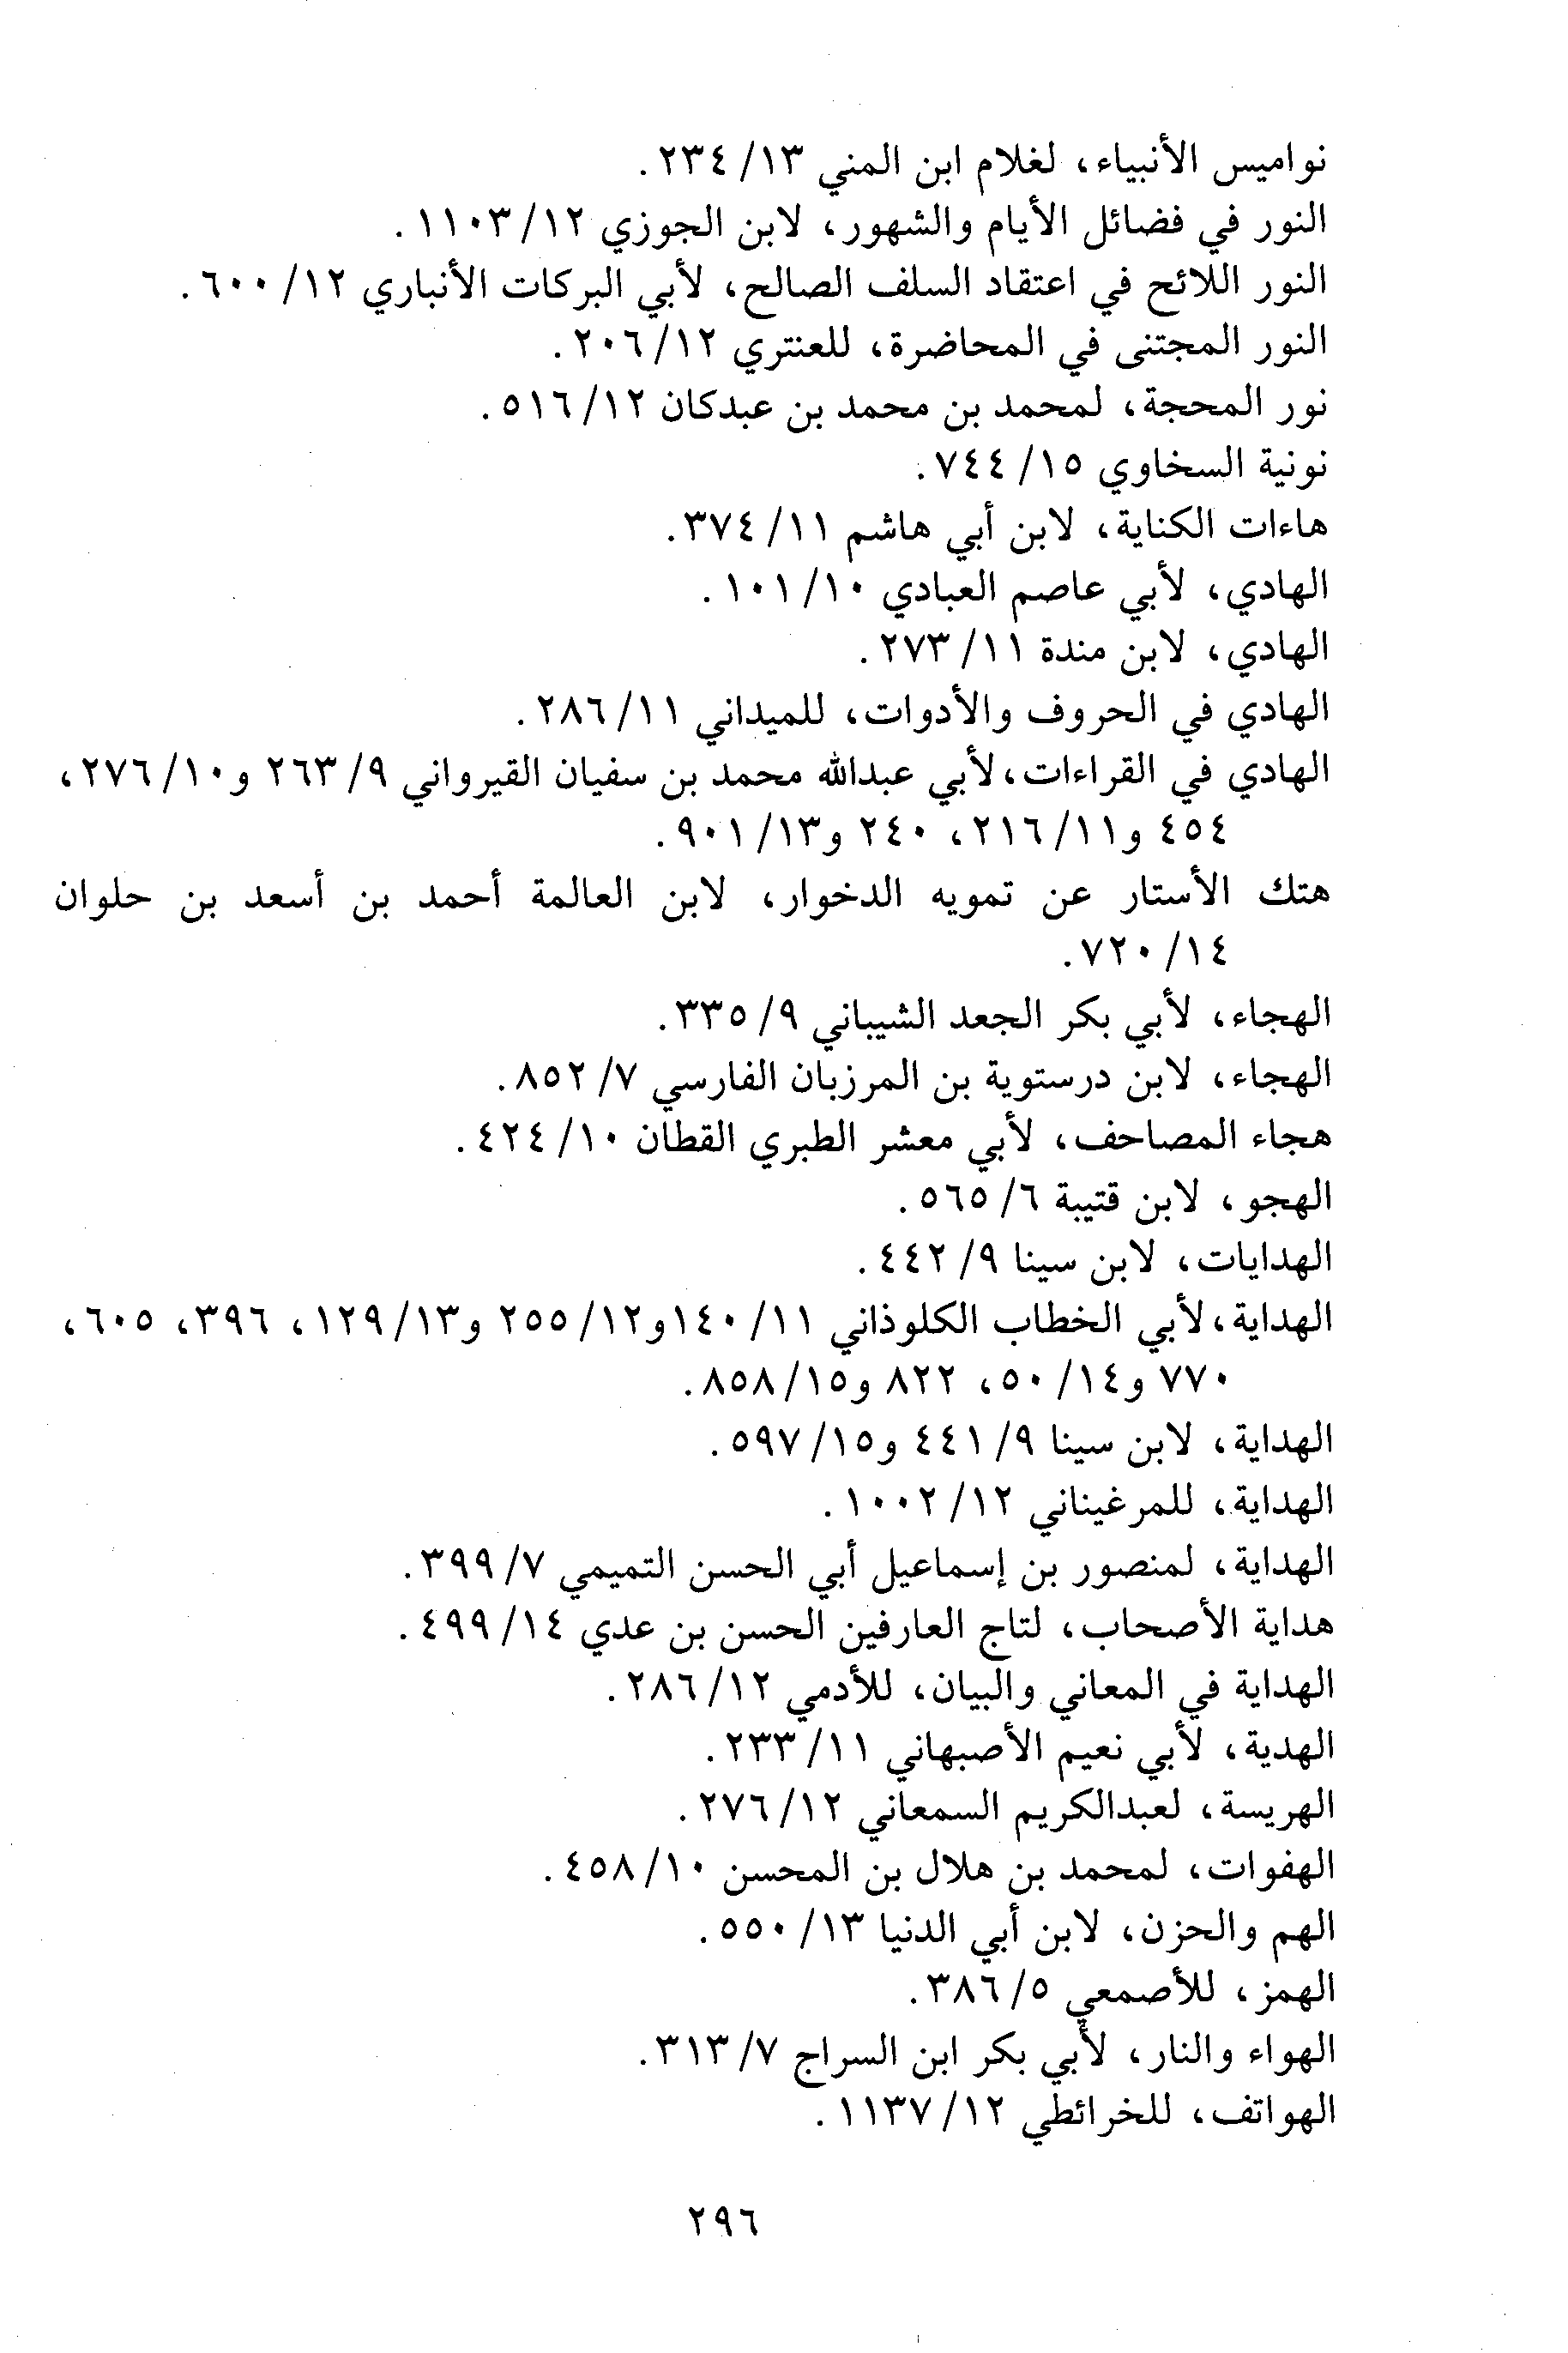 نواميس الأنبياء، لغلام ابن المني ١٣/ ٢٣٤.
النور في فضائل الأيام والشهور، لابن الجوزي ١٢/ ١١٠٣.
النور اللائح في اعتقاد السلف الصالح، لأبي البركات الأنباري ١٢/ ٦٠٠.
النور المجتنى في المحاضرة، للعنتري ١٢/ ٢٠٦.
نور المحجة، لمحمد بن محمد بن عبدكان ١٢/ ٥١٦.
نونية السخاوي ١٥/ ٧٤٤.
هاءات الكناية، لابن أبي هاشم ١١/ ٣٧٤.
الهادي، لأبي عاصم العبادي ١٠/ ١٠١.
الهادي، لابن مندة ١١/ ٢٧٣.
الهادي في الحروف والأدوات، للميداني ١١/ ٢٨٦.
الهادي في القراءات، لأبي عبدالله محمد بن سفيان القيرواني ٩/ ٢٦٣ و١٠/ ٢٧٦،
٤٥٤ و١١/ ٢١٦، ٢٤٠ و١٣/ ٩٠١.
هتك الأستار عن تمويه الدخوار، لابن العالمة أحمد بن أسعد بن حلوان
١٤/ ٧٢٠.
الهجاء، لأبي بكر الجعد الشيباني ٩/ ٣٣٥.
الهجاء، لابن درستوية بن المرزبان الفارسي ٧/ ٨٥٢.
هجاء المصاحف، لأبي معشر الطبري القطان ١٠/ ٤٢٤.
الهجو، لابن قتيبة ٦/ ٥٦٥.
الهدايات، لابن سينا ٩/ ٤٤٢.
الهداية، لأبي الخطاب الكلوذاني ١١/ ١٤٠و١٢/ ٢٥٥ و١٣/ ١٢٩، ٣٩٦، ٦٠٥،
٧٧٠ و١٤/ ٥٠، ٨٢٢ و١٥/ ٨٥٨.
الهداية، لابن سينا ٩/ ٤٤١ و١٥/ ٥٩٧.
الهداية، للمرغيناني ١٢/ ١٠٠٢.
الهداية، لمنصور بن إسماعيل أبي الحسن التميمي ٧/ ٣٩٩.
هداية الأصحاب، لتاج العارفين الحسن بن عدي ١٤/ ٤٩٩.
الهداية في المعاني والبيان، للأدمي ١٢/ ٢٨٦.
الهدية، لأبي نعيم الأصبهاني ١١/ ٢٣٣.
الهريسة، لعبدالكريم السمعاني ١٢/ ٢٧٦.
الهفوات، لمحمد بن هلال بن المحسن ١٠/ ٤٥٨.
الهم والحزن، لابن أبي الدنيا ١٣/ ٥٥٠.
الهمز، للأصمعي ٥/ ٣٨٦.
الهواء والنار، لأبي بكر ابن السراج ٧/ ٣١٣.
الهواتف، للخرائطي ١٢/ ١١٣٧.
٢٩٦